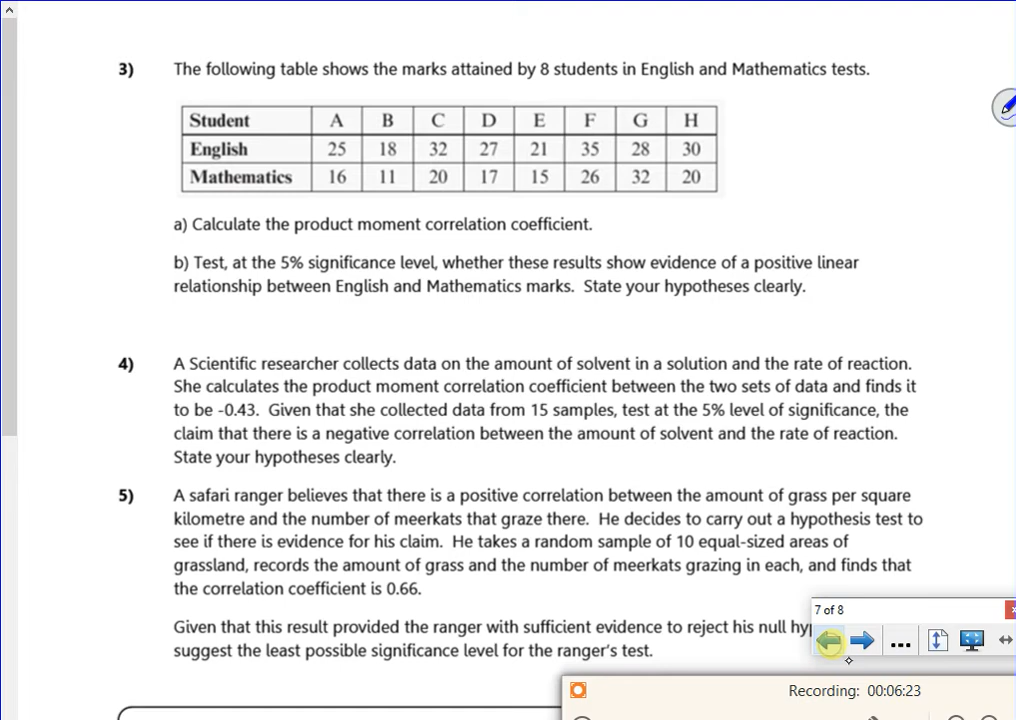 3) The following table shows the marks attained by 8 students in English and Mathematics tests.
Student A B C D E F G H
English 25 18 32 27 21 35 28 30
Mathematics 16 11 20 17 15 26 32 20
a) Calculate the product moment correlation coefficient.
b) Test, at the 5% significance level, whether these results show evidence of a positive linear
relationship between English and Mathematics marks. State your hypotheses clearly.
4) A Scientific researcher collects data on the amount of solvent in a solution and the rate of reaction.
She calculates the product moment correlation coefficient between the two sets of data and finds it
to be -0.43. Given that she collected data from 15 samples, test at the 5% level of significance, the
claim that there is a negative correlation between the amount of solvent and the rate of reaction.
State your hypotheses clearly.
5) A safari ranger believes that there is a positive correlation between the amount of grass per square
kilometre and the number of meerkats that graze there. He decides to carry out a hypothesis test to
see if there is evidence for his claim. He takes a random sample of 10 equal-sized areas of
grassland, records the amount of grass and the number of meerkats grazing in each, and finds that
the correlation coefficient is 0.66.
7 of 8
Given that this result provided the ranger with sufficient evidence to reject his null
suggest the least possible significance level for the ranger's test.
Recording: 00:06:23